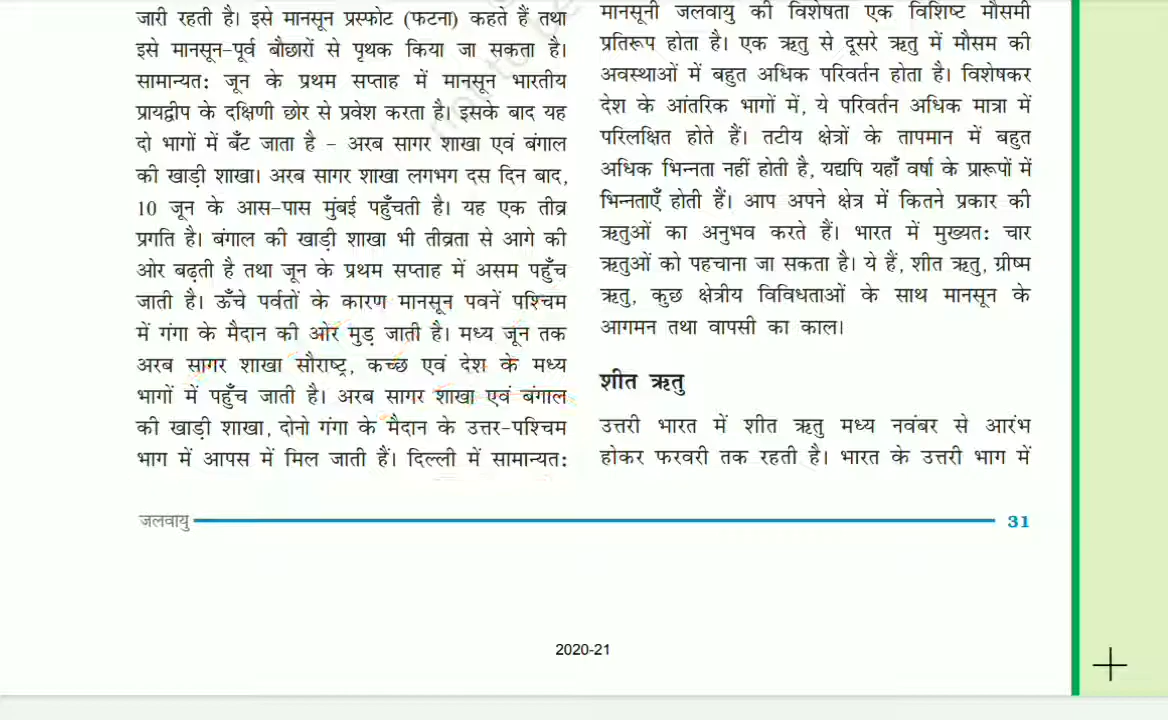 जारी रहती है। इसे मानसून प्रस्फोट (फटना) कहते हैं तथा
इसे मानसून-पूर्व बौछारों से पृथक किया जा सकता है।
सामान्यतः जून के प्रथम सप्ताह में मानसून भारतीय
प्रायद्वीप के दक्षिणी छोर से प्रवेश करता है। इसके बाद यह
दो भागों में बँट जाता है – अरब सागर शाखा एवं बंगाल
की खाड़ी शाखा। अरब सागर शाखा लगभग दस दिन बाद,
10 जून के आस-पास मुंबई पहुँचती है। यह एक तीव्र
प्रगति है। बंगाल की खाड़ी शाखा भी तीव्रता से आगे की
ओर बढ़ती है तथा जून के प्रथम सप्ताह में असम पहुँच
जाती है। ऊँचे पर्वतों के कारण मानसून पवनें पश्चिम
में गंगा के मैदान की ओर मुड़ जाती है। मध्य जून तक
अरब सागर शाखा सौराष्ट्र, कच्छ एवं देश के मध्य
भागों में पहुँच जाती है। अरब सागर शाखा एवं बंगाल
की खाड़ी शाखा, दोनो गंगा के मैदान के उत्तर-पश्चिम
भाग में आपस में मिल जाती हैं। दिल्ली में सामान्यतः
मानसूनी जलवायु की विशेषता एक विशिष्ट मौसमी
प्रतिरूप होता है। एक ऋतु से दूसरे ऋतु में मौसम की
अवस्थाओं में बहुत अधिक परिवर्तन होता है। विशेषकर
देश के आंतरिक भागों में, ये परिवर्तन अधिक मात्रा में
परिलक्षित होते हैं। तटीय क्षेत्रों के तापमान में बहुत
अधिक भिन्नता नहीं होती है, यद्यपि यहाँ वर्षा के प्रारूपों में
भिन्नताएँ होती हैं। आप अपने क्षेत्र में कितने प्रकार की
ऋतुओं का अनुभव करते हैं। भारत में मुख्यतः चार
ऋतुओं को पहचाना जा सकता है। ये हैं, शीत ऋतु, ग्रीष्म
ऋतु, कुछ क्षेत्रीय विविधताओं के साथ मानसून के
आगमन तथा वापसी का काल।
शीत ऋतु
उत्तरी भारत में शीत ऋतु मध्य नवंबर से आरंभ
होकर फरवरी तक रहती है। भारत के उत्तरी भाग में
जलवायु
31
2020-21